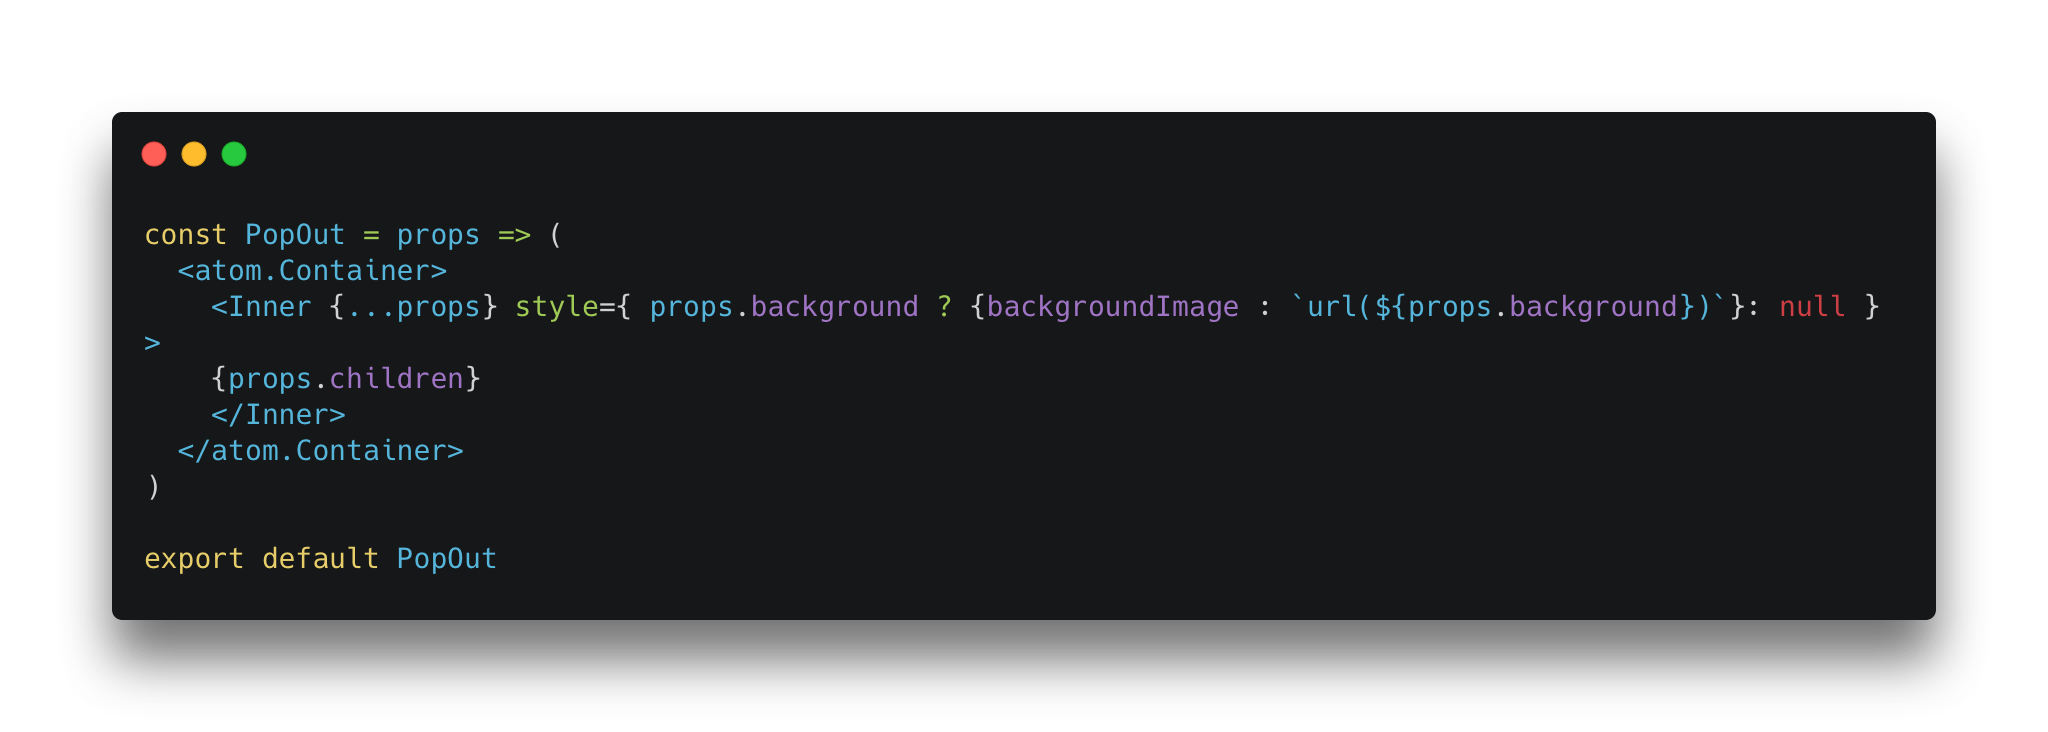 const PopOut = props => (
  <atom.Container>
    <Inner {...props} style={ props.background ? {backgroundImage : `url(${props.background})`}: null }
>
    {props.children}
    </Inner>
  </atom.Container>
)

export default PopOut